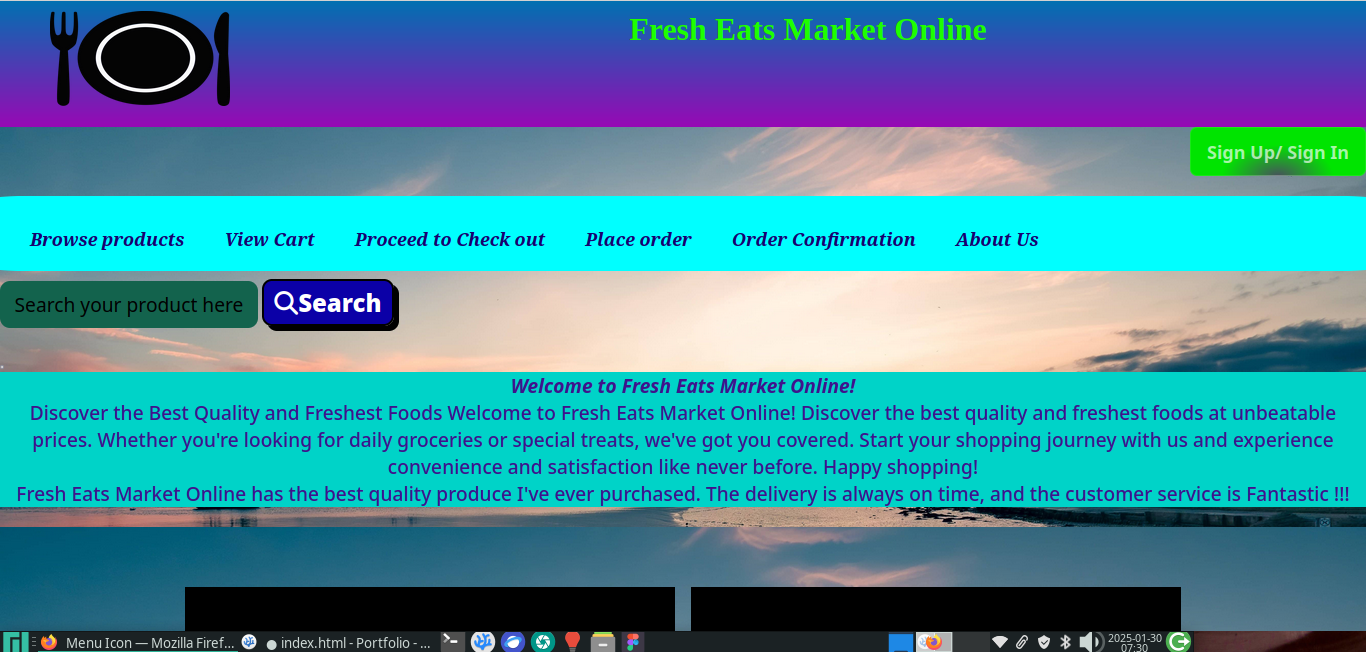 Fresh Eats Market Online
Sign Up/ Sign In
Browse products View Cart Proceed to Check out Place order Order Confirmation About Us
Search your product here Search
Welcome to Fresh Eats Market Online!
Discover the Best Quality and Freshest Foods Welcome to Fresh Eats Market Online! Discover the best quality and freshest foods at unbeatable
prices. Whether you're looking for daily groceries or special treats, we've got you covered. Start your shopping journey with us and experience
convenience and satisfaction like never before. Happy shopping!
Fresh Eats Market Online has the best quality produce I've ever purchased. The delivery is always on time, and the customer service is Fantastic !!!
Menu Icon — Mozilla Firef... ● index.html - Portfolio - ... 2025-01-30
07:30